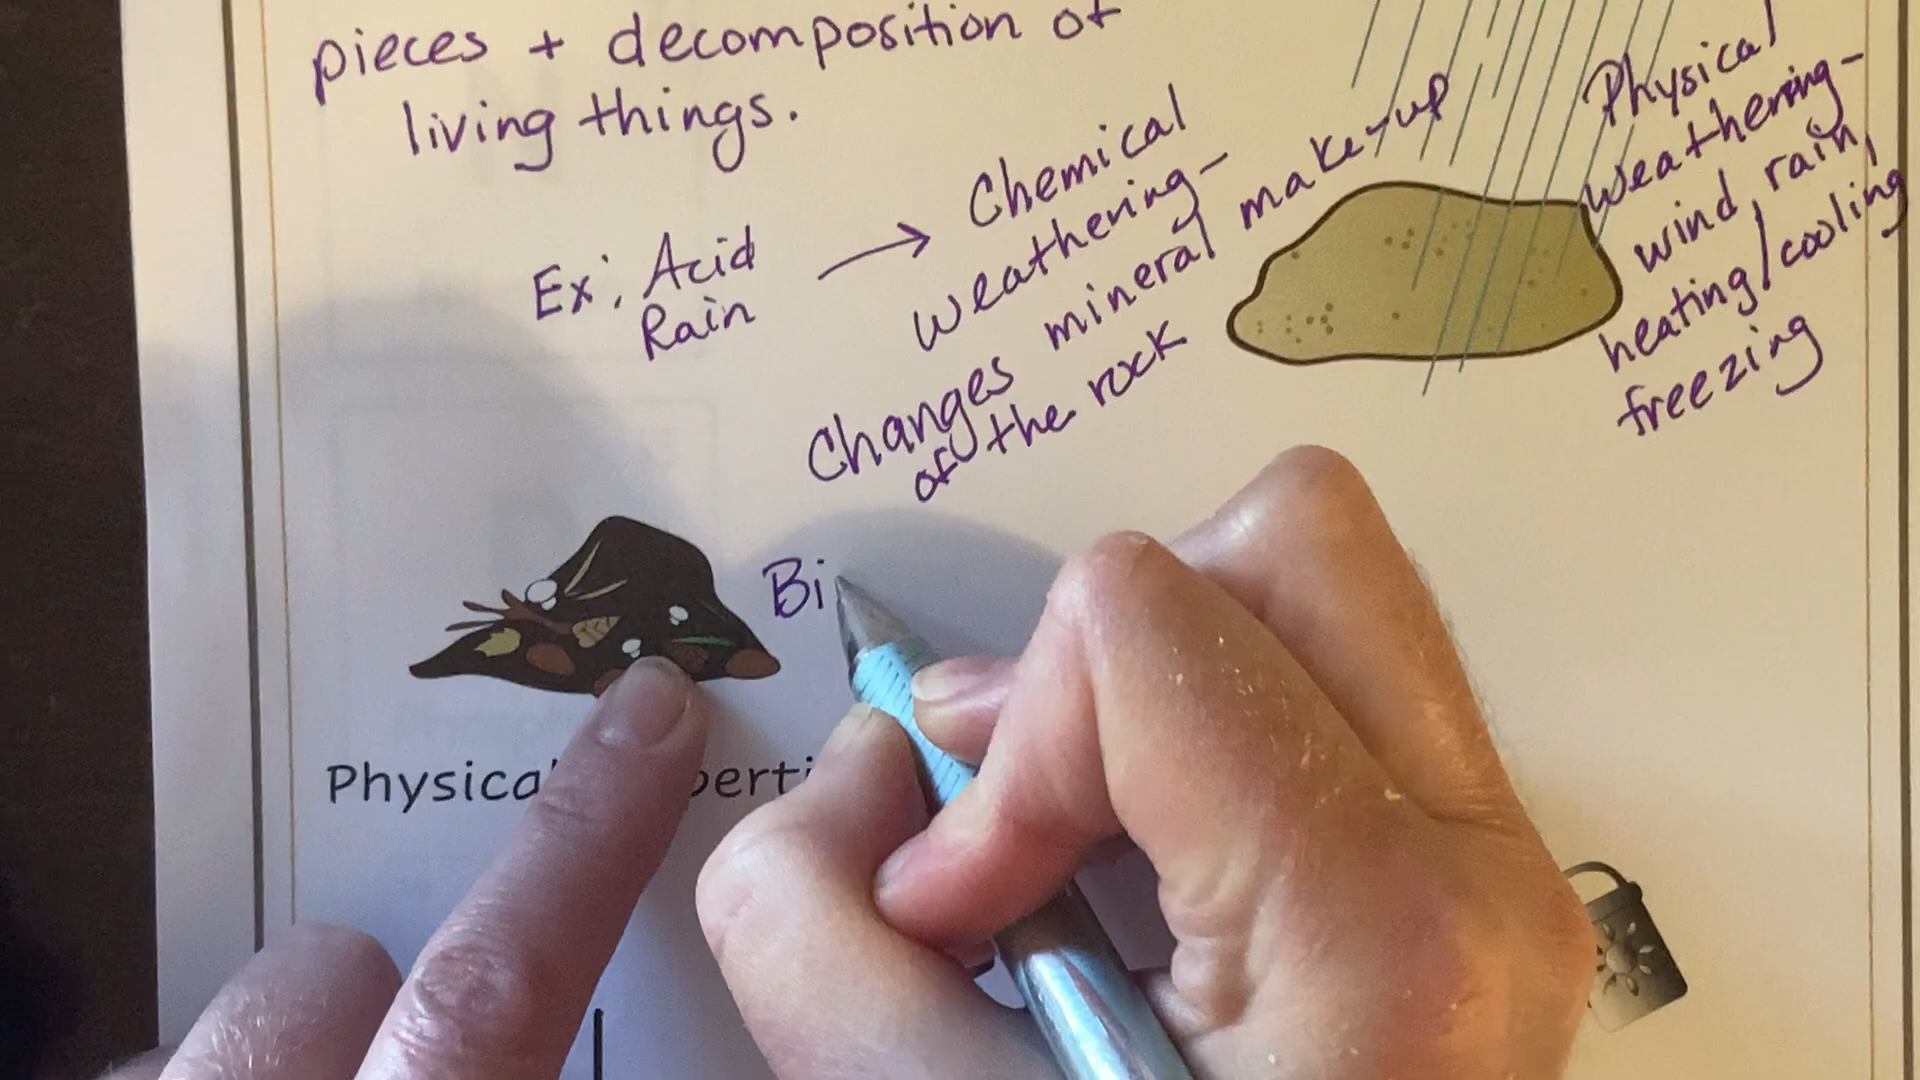 pieces + decomposition of
living things.
Ex: Acid
Rain
→ Chemical
weathering-
Changes mineral make-up
of the rock
Physical
weathering-
wind, rain,
heating/cooling
freezing
Bi
Physica